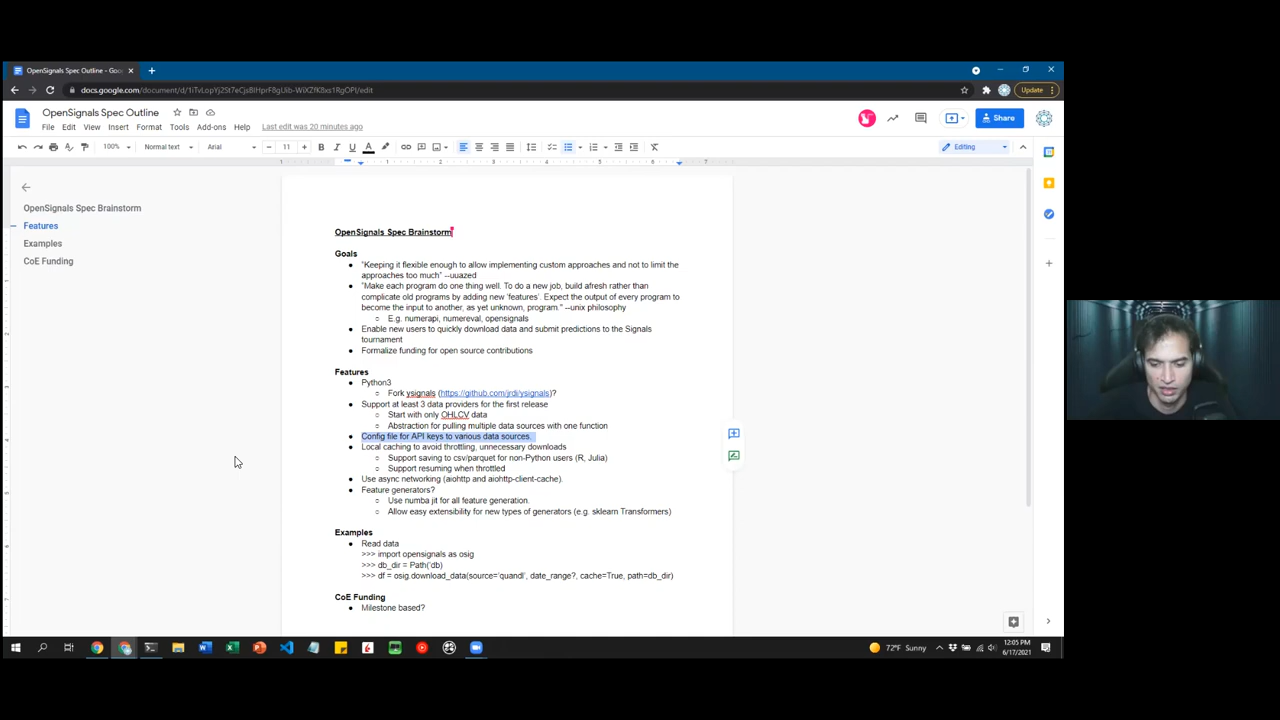 OpenSignals Spec Outline - Goo
docs.google.com/document/d/
/edit
Update
OpenSignals Spec Outline
File Edit View Insert Format Tools Add-ons Help Last edit was 20 minutes ago
Share
100% Normal text Arial 11 Editing
1 1 2 3 4 5 6 7
OpenSignals Spec Brainstorm
Features
Examples
CoE Funding
OpenSignals Spec Brainstorm
Goals
"Keeping it flexible enough to allow implementing custom approaches and not to limit the
approaches too much" --uuazed
"Make each program do one thing well. To do a new job, build afresh rather than
complicate old programs by adding new 'features'. Expect the output of every program to
become the input to another, as yet unknown, program." --unix philosophy
E.g. numerapi, numereval, opensignals
Enable new users to quickly download data and submit predictions to the Signals
tournament
Formalize funding for open source contributions
Features
Python3
Fork ysignals (https://github.com/jrdi/ysignals)?
Support at least 3 data providers for the first release
Start with only OHLCV data
Abstraction for pulling multiple data sources with one function
Config file for API keys to various data sources.
Local caching to avoid throttling, unnecessary downloads
Support saving to csv/parquet for non-Python users (R, Julia)
Support resuming when throttled
Use async networking (aiohttp and aiohttp-client-cache).
Feature generators?
Use numba jit for all feature generation.
Allow easy extensibility for new types of generators (e.g. sklearn Transformers)
Examples
Read data
>>> import opensignals as osig
>>> db_dir = Path('db)
>>> df = osig.download_data(source='quandl', date_range?, cache=True, path=db_dir)
CoE Funding
Milestone based?
72°F Sunny
12:05 PM
6/17/2021